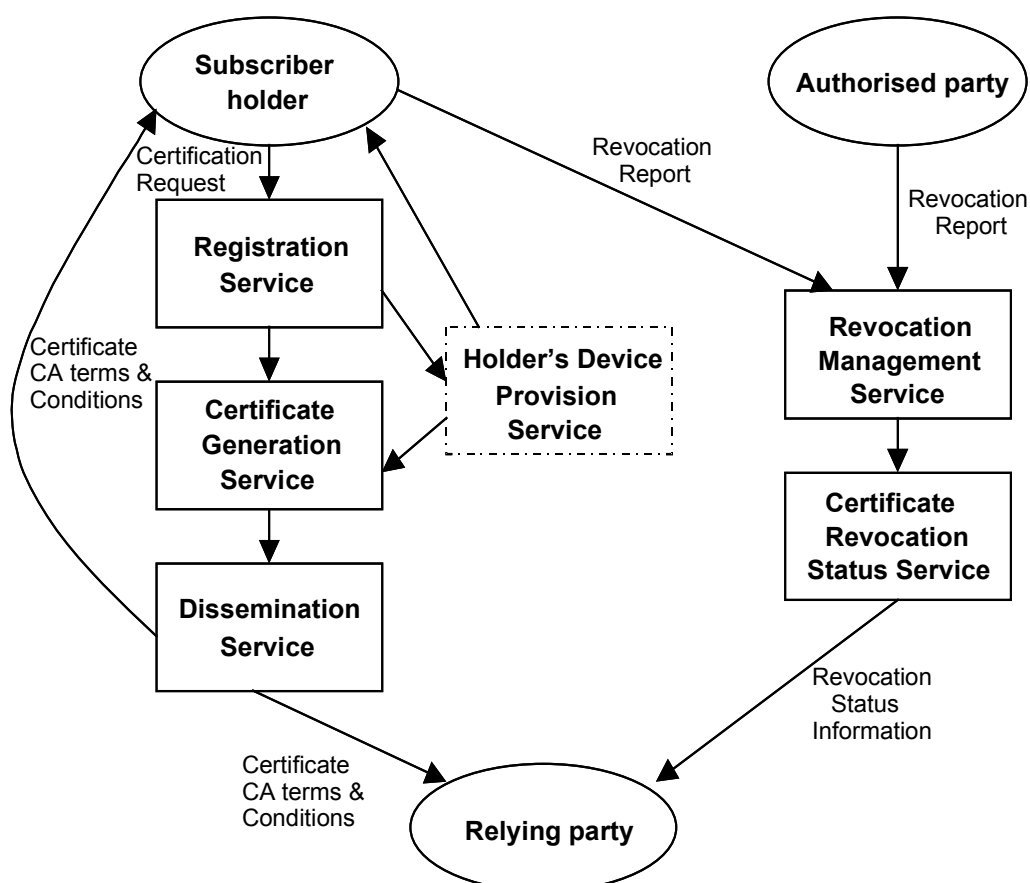 Subscriber
holder
Authorised party
Certification
Request
Revocation
Report
Revocation
Report
Registration
Service
Holder's Device
Provision
Service
Revocation
Management
Service
Certificate
CA terms &
Conditions
Certificate
Generation
Service
Certificate
Revocation
Status Service
Dissemination
Service
Revocation
Status
Information
Certificate
CA terms &
Conditions
Relying party